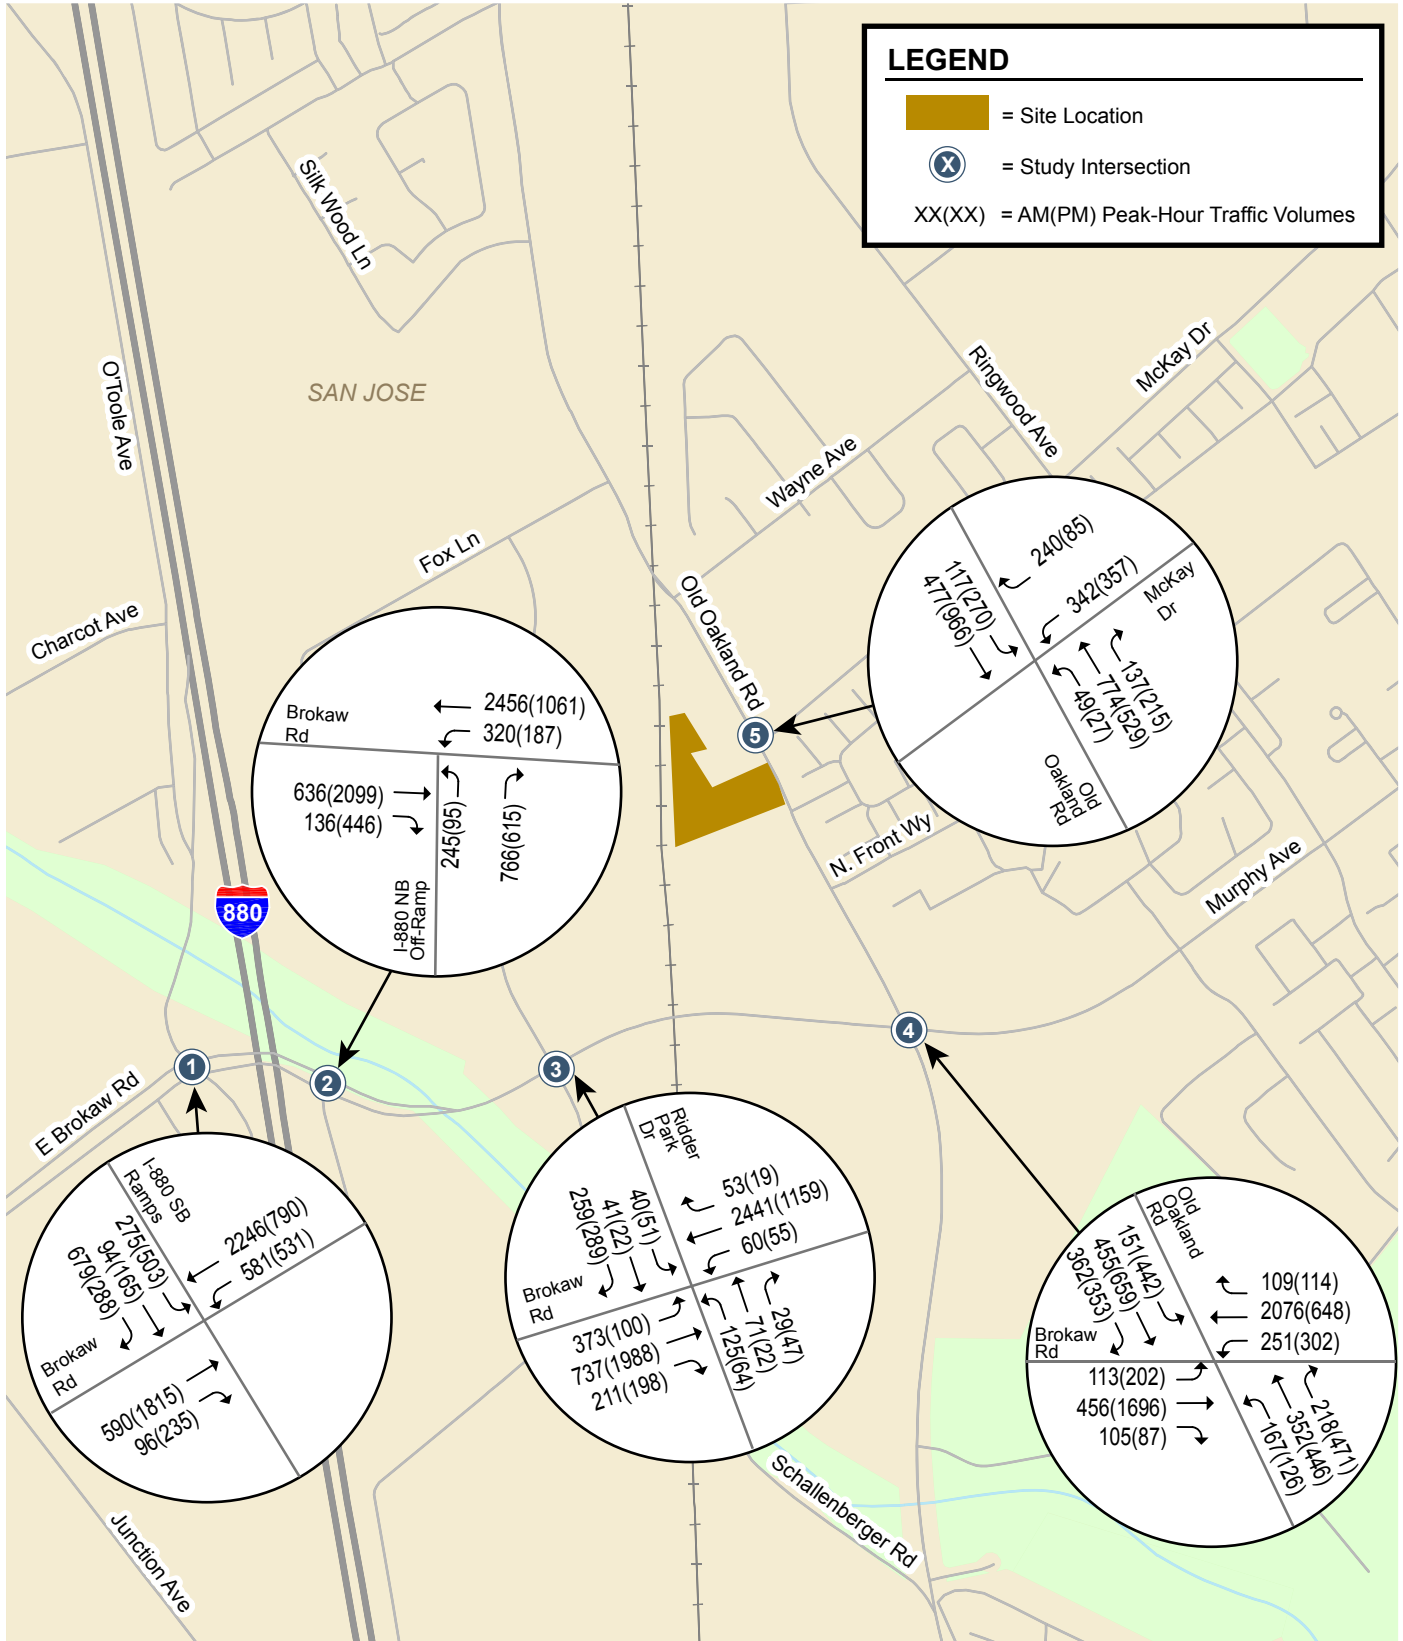 LEGEND
= Site Location
X = Study Intersection
XX(XX) = AM(PM) Peak-Hour Traffic Volumes
Silk Wood Ln
O'Toole Ave
SAN JOSE
Ringwood Ave
McKay Dr
Wayne Ave
Fox Ln
Charcot Ave
Old Oakland Rd
N. Front Wy
Murphy Ave
880
E Brokaw Rd
Junction Ave
Schallenberger Rd
1
2
3
4
5
240(85)
342(357)
117(270)
477(966)
McKay
Dr
137(215)
774(529)
49(27)
Old
Oakland
Rd
Brokaw
Rd
2456(1061)
320(187)
636(2099)
136(446)
245(95)
766(615)
I-880 NB
Off-Ramp
I-880 SB
Ramps
275(503)
94(165)
679(288)
2246(790)
581(531)
Brokaw
Rd
590(1815)
96(235)
Ridder
Park
Dr
40(51)
41(22)
259(289)
53(19)
2441(1159)
60(55)
Brokaw
Rd
373(100)
737(1988)
211(198)
125(64)
71(22)
29(47)
Old
Oakland
Rd
151(442)
455(659)
362(353)
109(114)
2076(648)
251(302)
Brokaw
Rd
113(202)
456(1696)
105(87)
167(126)
352(446)
218(471)